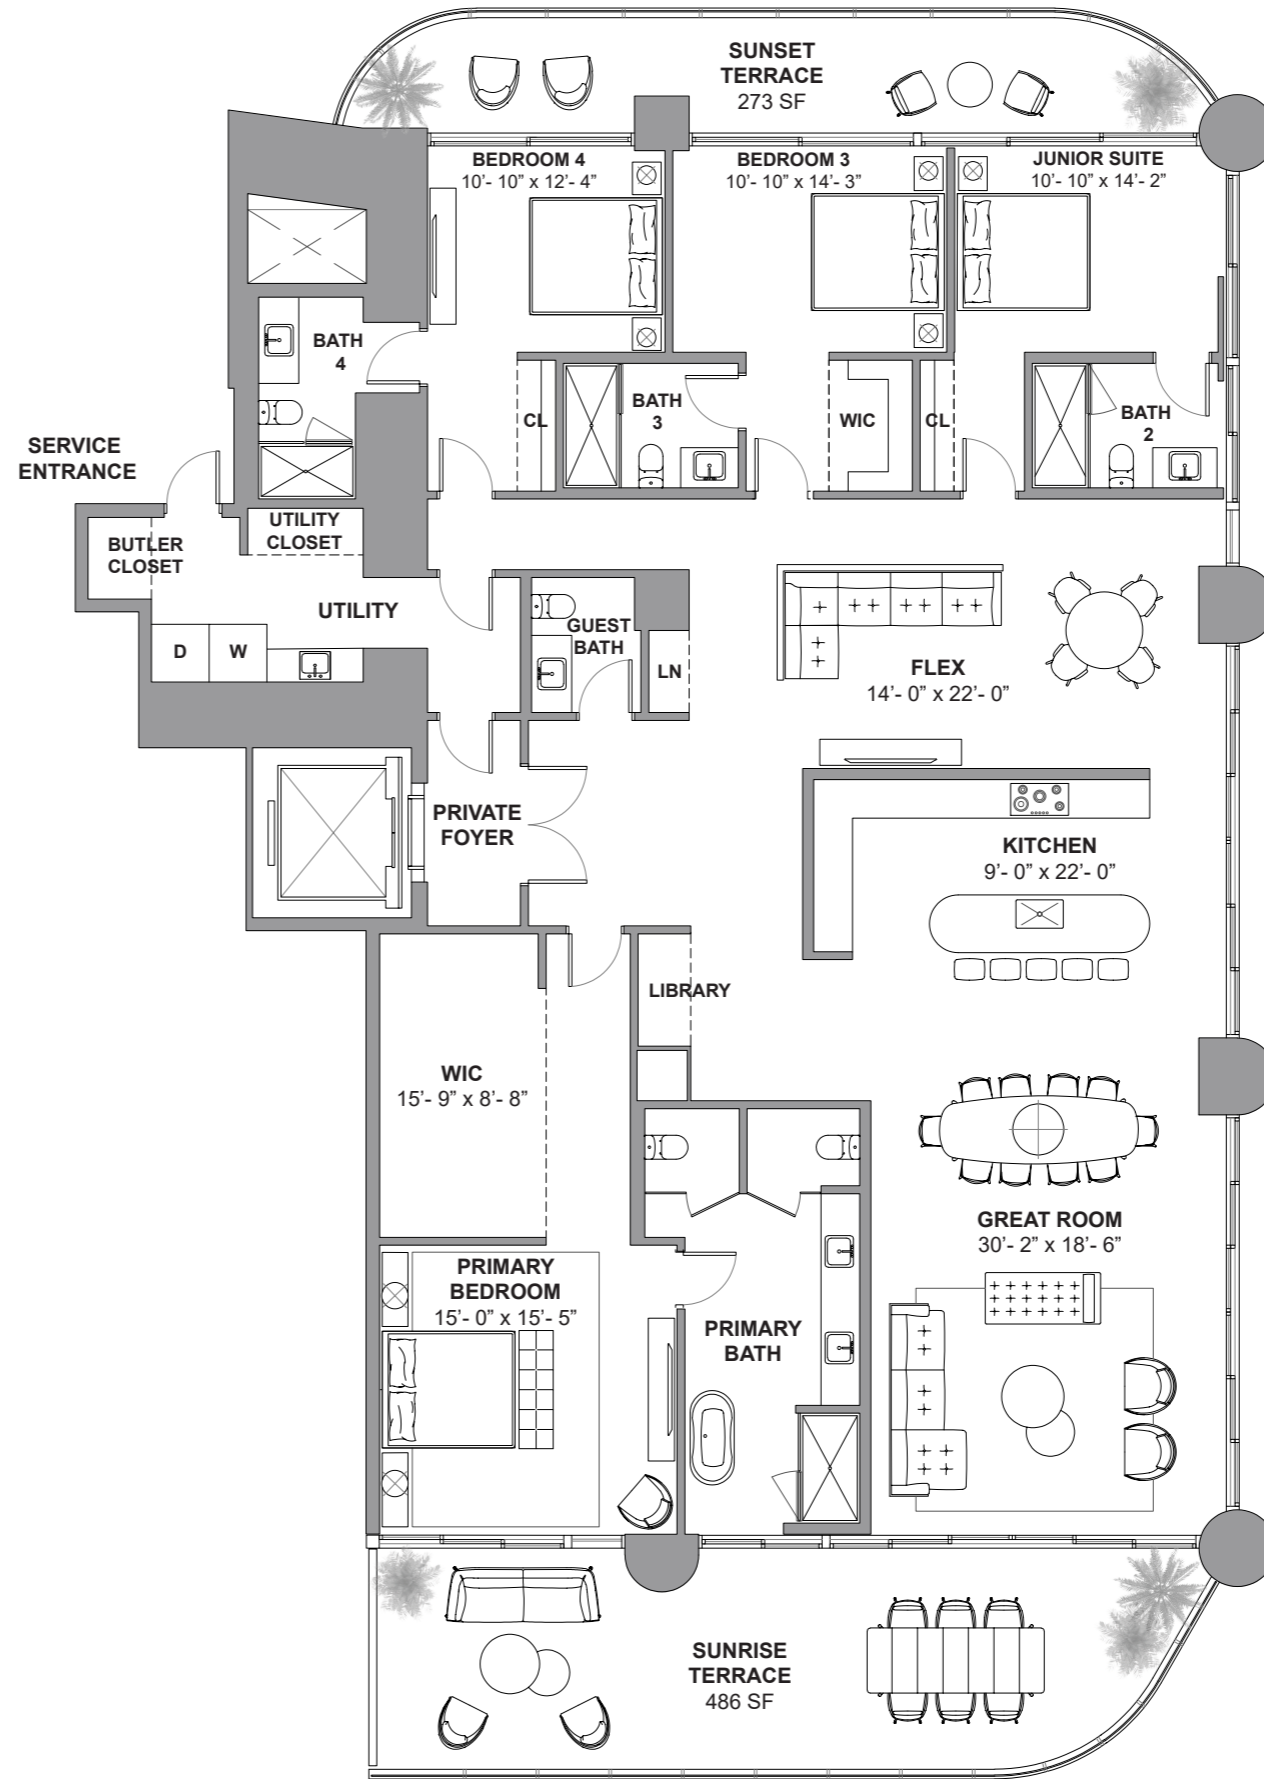 SUNSET
TERRACE
273 SF
BEDROOM 4
10’- 10” x 12’- 4”
BEDROOM 3
10’- 10” x 14’- 3”
JUNIOR SUITE
10’- 10” x 14’- 2”
BATH
4
CL
BATH
3
WIC
CL
BATH
2
SERVICE
ENTRANCE
BUTLER
CLOSET
UTILITY
CLOSET
UTILITY
D
W
GUEST
BATH
LN
FLEX
14’- 0” x 22’- 0”
PRIVATE
FOYER
KITCHEN
9’- 0” x 22’- 0”
LIBRARY
WIC
15’- 9” x 8’- 8”
GREAT ROOM
30’- 2” x 18’- 6”
PRIMARY
BEDROOM
15’- 0” x 15’- 5”
PRIMARY
BATH
SUNRISE
TERRACE
486 SF